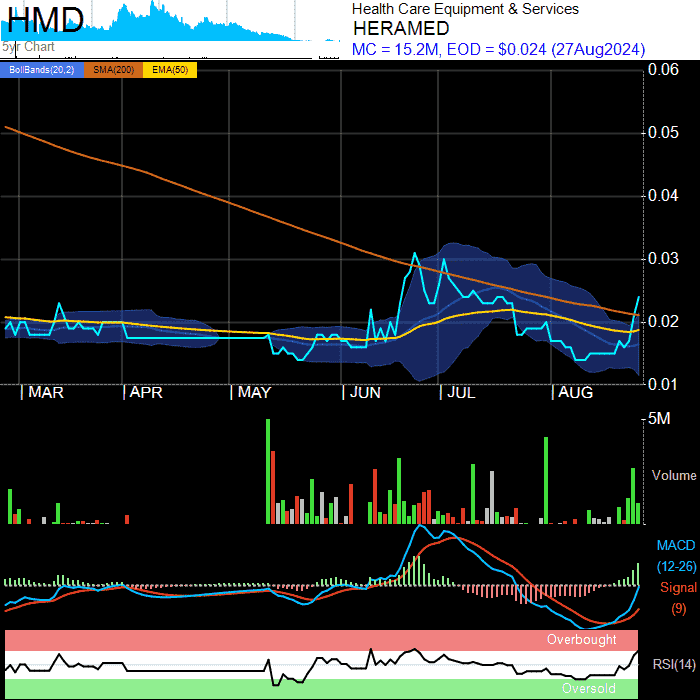 HMD
5yr Chart
Health Care Equipment & Services
HERAMED
MC = 15.2M, EOD = $0.024 (27Aug2024)
BollBands(20,2) SMA(200) EMA(50)
0.06
0.05
0.04
0.03
0.02
0.01
MAR APR MAY JUN JUL AUG
5M
Volume
MACD
(12-26)
Signal
(9)
Overbought
RSI(14)
Oversold